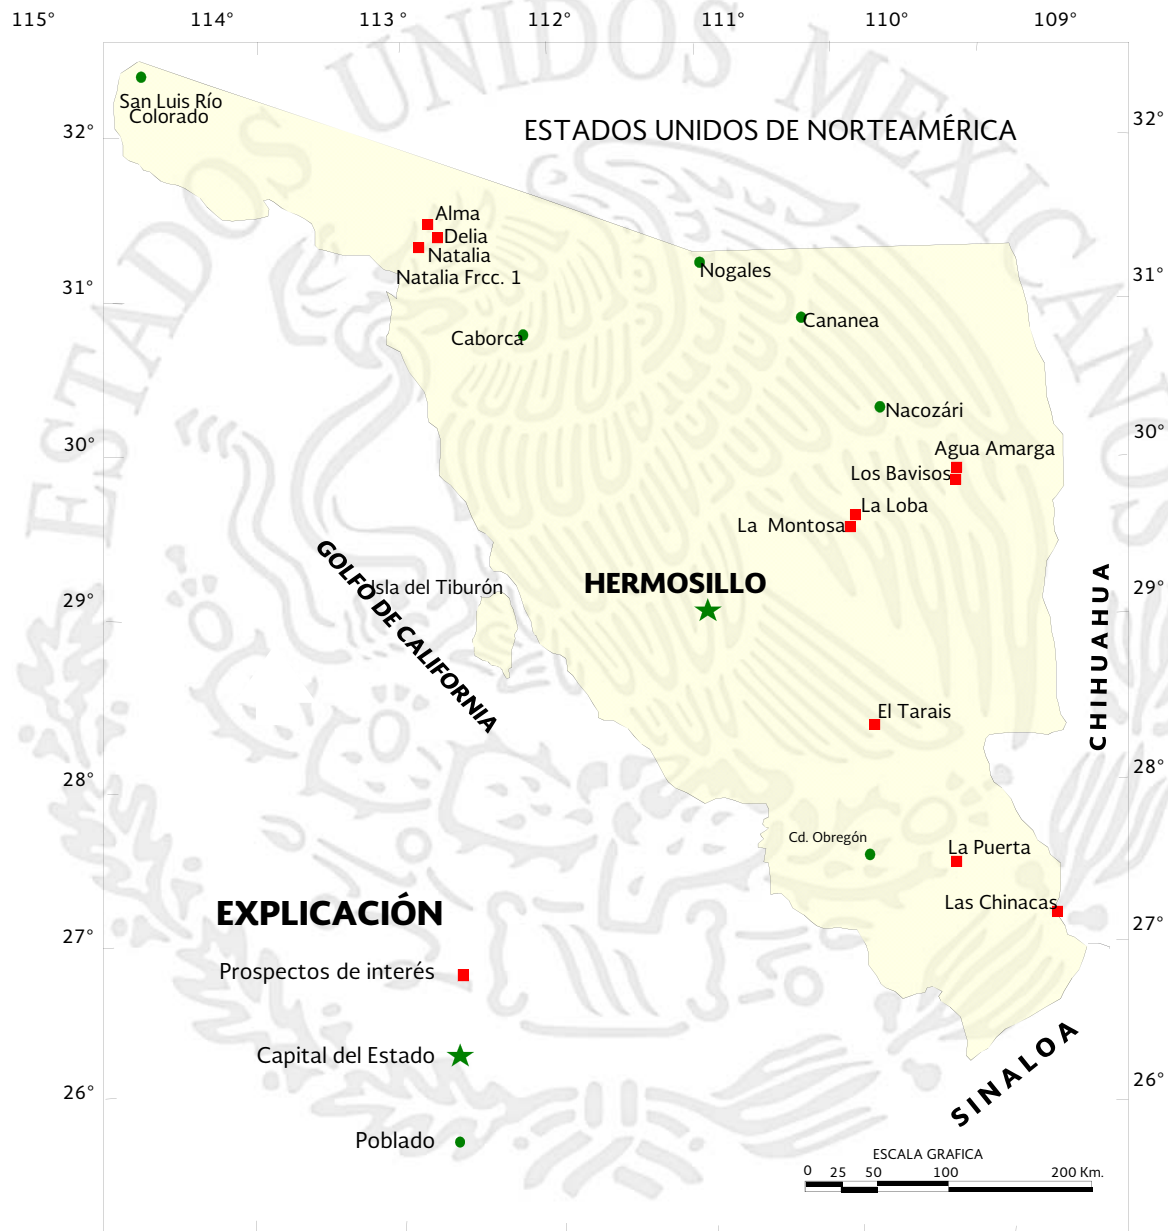 115°
114°
113°
112°
111°
110°
109°
ESTADOS UNIDOS MEXICANOS
San Luis Río
Colorado
32°
ESTADOS UNIDOS DE NORTEAMÉRICA
32°
Alma
Delia
Natalia
Natalia Frcc. 1
Nogales
31°
31°
Cananea
Caborca
Nacozári
30°
30°
Agua Amarga
Los Bavisos
La Loba
La Montosa
GOLFO DE CALIFORNIA
Isla del Tiburón
HERMOSILLO
29°
29°
CHIHUAHUA
El Tarais
28°
28°
Cd. Obregón
La Puerta
Las Chinacas
EXPLICACIÓN
27°
27°
Prospectos de interés
Capital del Estado
SINALOA
26°
26°
Poblado
ESCALA GRAFICA
0 25 50 100 200 Km.